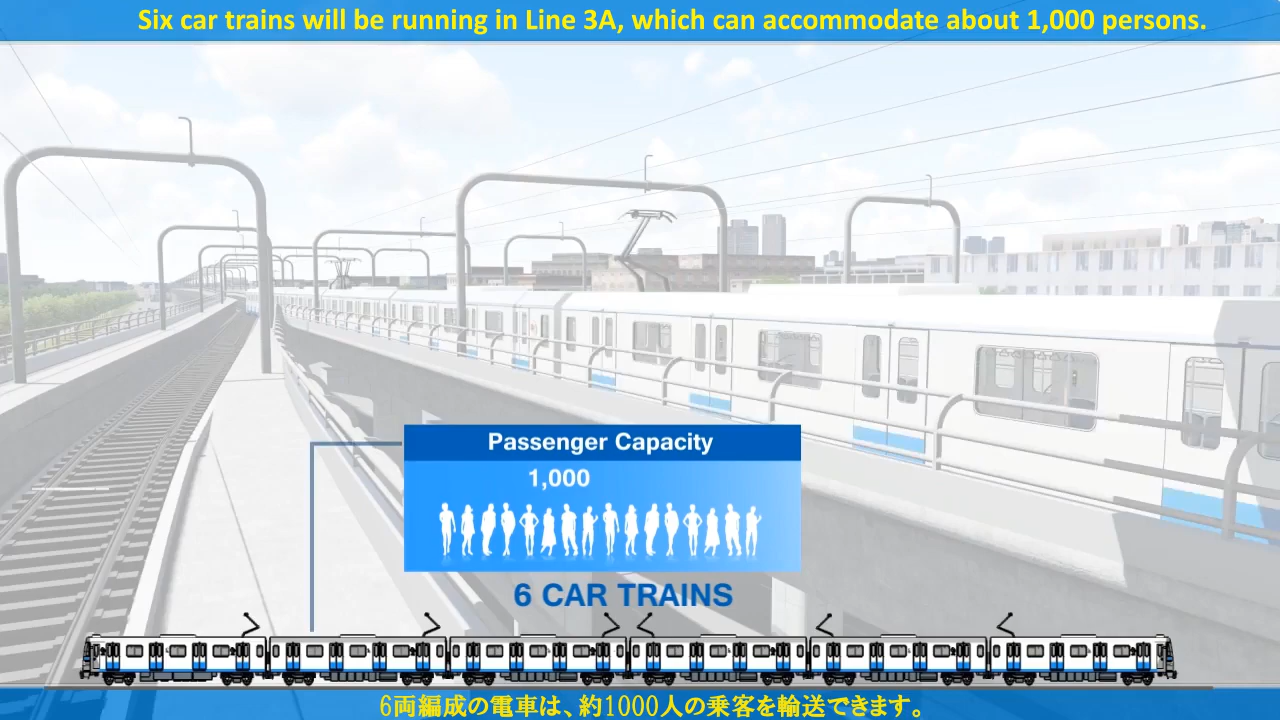 Six car trains will be running in Line 3A, which can accommodate about 1,000 persons.
Passenger Capacity
1,000
6 CAR TRAINS
6両編成の電車は、約1000人の乗客を輸送できます。